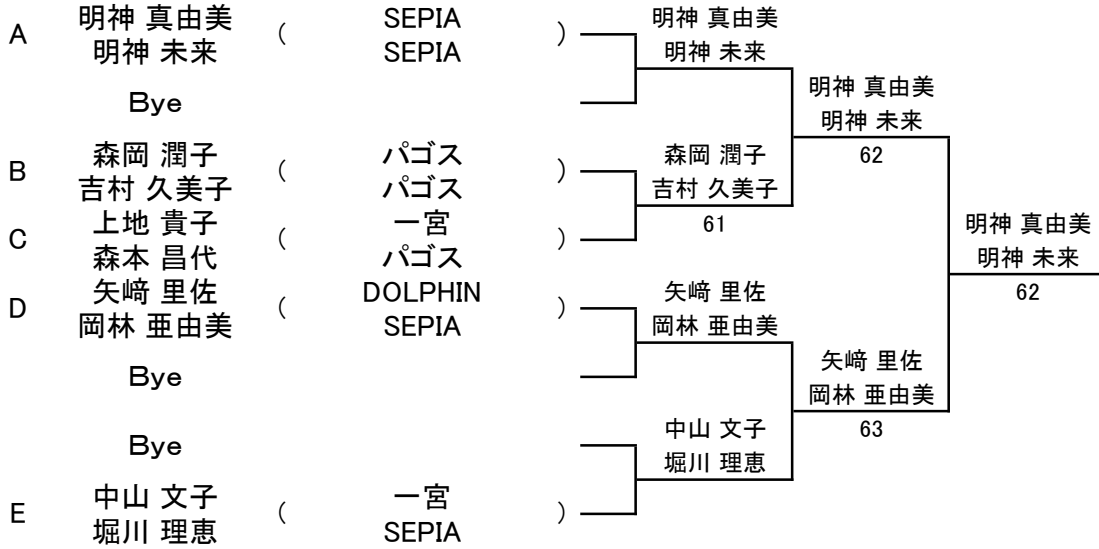 A 明神 真由美 ( SEPIA ) 明神 真由美
明神 未来 SEPIA 明神 未来
Bye 明神 真由美
明神 未来
B 森岡 潤子 ( パゴス ) 森岡 潤子 62
吉村 久美子 パゴス 吉村 久美子
C 上地 貴子 ( 一宮 ) 61 明神 真由美
森本 昌代 パゴス 明神 未来
D 矢﨑 里佐 ( DOLPHIN ) 矢﨑 里佐 62
岡林 亜由美 SEPIA 岡林 亜由美
Bye 矢﨑 里佐
岡林 亜由美
Bye 中山 文子 63
堀川 理恵
E 中山 文子 ( 一宮 )
堀川 理恵 SEPIA